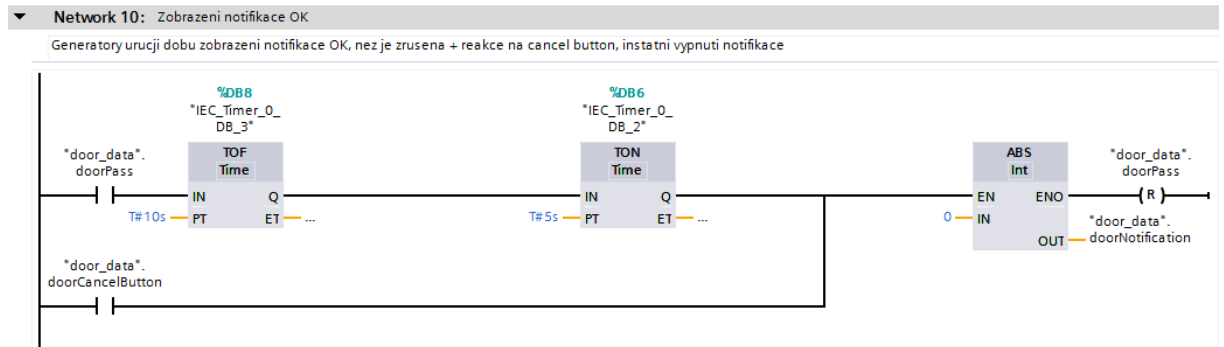 Network 10: Zobrazeni notifikace OK
Generatory urucji dobu zobrazeni notifikace OK, nez je zrusena + reakce na cancel button, instatni vypnuti notifikace
%DB8
"IEC_Timer_0_
DB_3"
%DB6
"IEC_Timer_0_
DB_2"
"door_data".
doorPass
TOF
Time
IN Q
T#10s PT ET ...
TON
Time
IN Q
T#5s PT ET ...
ABS
Int
EN ENO
0 IN
OUT
"door_data".
doorPass
R
"door_data".
doorNotification
"door_data".
doorCancelButton